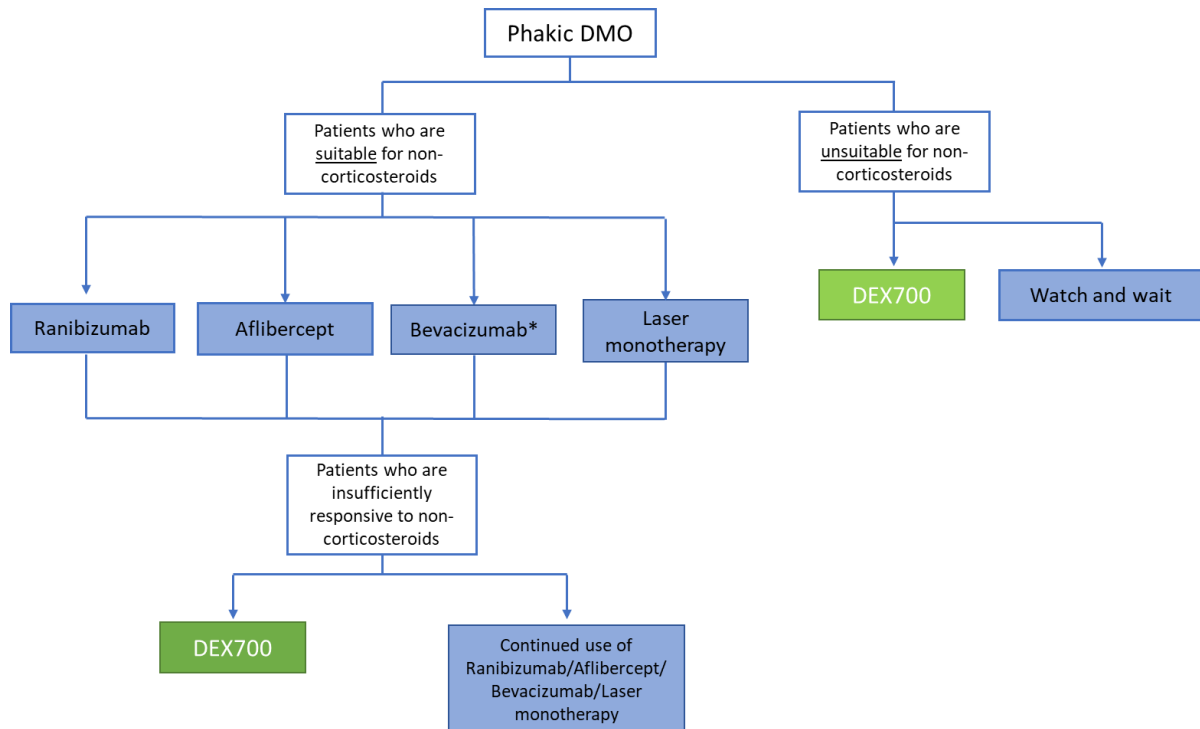 Phakic DMO
Patients who are
suitable for non-
corticosteroids
Patients who are
unsuitable for non-
corticosteroids
Ranibizumab
Aflibercept
Bevacizumab*
Laser
monotherapy
DEX700
Watch and wait
Patients who are
insufficiently
responsive to non-
corticosteroids
DEX700
Continued use of
Ranibizumab/Aflibercept/
Bevacizumab/Laser
monotherapy